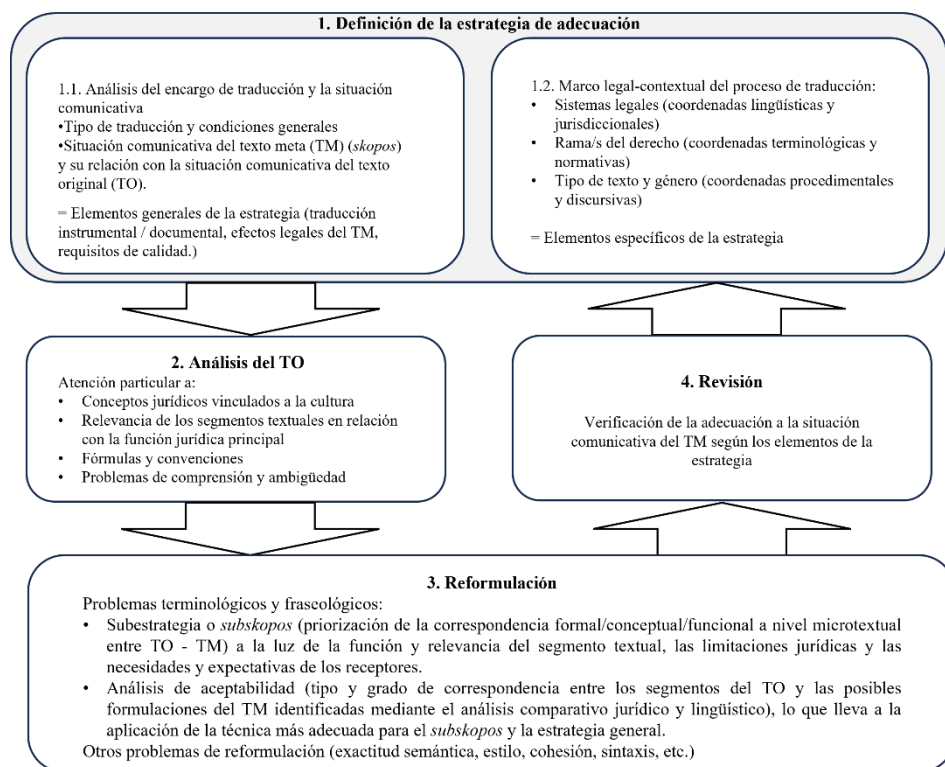 1. Definición de la estrategia de adecuación
1.1. Análisis del encargo de traducción y la situación
comunicativa
•Tipo de traducción y condiciones generales
•Situación comunicativa del texto meta (TM) (skopos)
y su relación con la situación comunicativa del texto
original (TO).
= Elementos generales de la estrategia (traducción
instrumental / documental, efectos legales del TM,
requisitos de calidad.)
1.2. Marco legal-contextual del proceso de traducción:
• Sistemas legales (coordenadas lingüísticas y
jurisdiccionales)
• Rama/s del derecho (coordenadas terminológicas y
normativas)
• Tipo de texto y género (coordenadas procedimentales
y discursivas)
= Elementos específicos de la estrategia
2. Análisis del TO
Atención particular a:
• Conceptos jurídicos vinculados a la cultura
• Relevancia de los segmentos textuales en relación
con la función jurídica principal
• Fórmulas y convenciones
• Problemas de comprensión y ambigüedad
4. Revisión
Verificación de la adecuación a la situación
comunicativa del TM según los elementos de la
estrategia
3. Reformulación
Problemas terminológicos y fraseológicos:
• Subestrategia o subskopos (priorización de la correspondencia formal/conceptual/funcional a nivel microtextual
entre TO - TM) a la luz de la función y relevancia del segmento textual, las limitaciones jurídicas y las
necesidades y expectativas de los receptores.
• Análisis de aceptabilidad (tipo y grado de correspondencia entre los segmentos del TO y las posibles
formulaciones del TM identificadas mediante el análisis comparativo jurídico y lingüístico), lo que lleva a la
aplicación de la técnica más adecuada para el subskopos y la estrategia general.
Otros problemas de reformulación (exactitud semántica, estilo, cohesión, sintaxis, etc.)